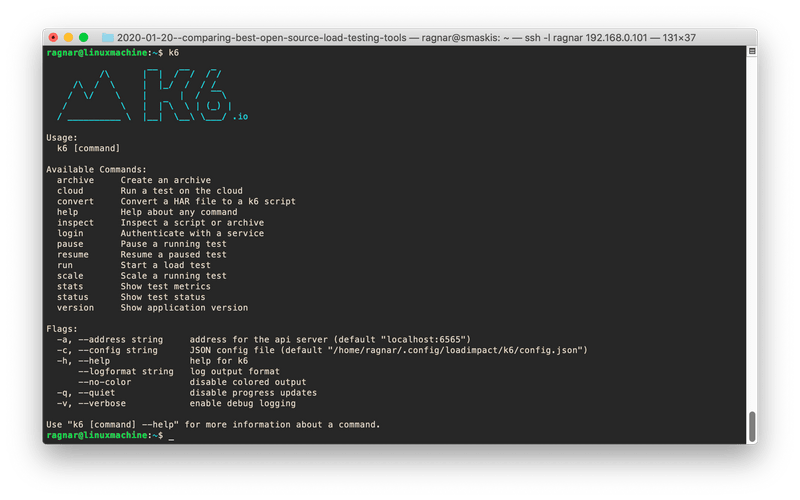 2020-01-20--comparing-best-open-source-load-testing-tools — ragnar@smaskis: ~ — ssh -l ragnar 192.168.0.101 — 131×37
ragnar@linuxmachine:~$ k6
.io
Usage:
  k6 [command]
Available Commands:
  archive     Create an archive
  cloud       Run a test on the cloud
  convert     Convert a HAR file to a k6 script
  help        Help about any command
  inspect     Inspect a script or archive
  login       Authenticate with a service
  pause       Pause a running test
  resume      Resume a paused test
  run         Start a load test
  scale       Scale a running test
  stats       Show test metrics
  status      Show test status
  version     Show application version
Flags:
  -a, --address string     address for the api server (default "localhost:6565")
  -c, --config string      JSON config file (default "/home/ragnar/.config/loadimpact/k6/config.json")
  -h, --help               help for k6
      --logformat string   log output format
      --no-color           disable colored output
  -q, --quiet              disable progress updates
  -v, --verbose            enable debug logging
Use "k6 [command] --help" for more information about a command.
ragnar@linuxmachine:~$ _